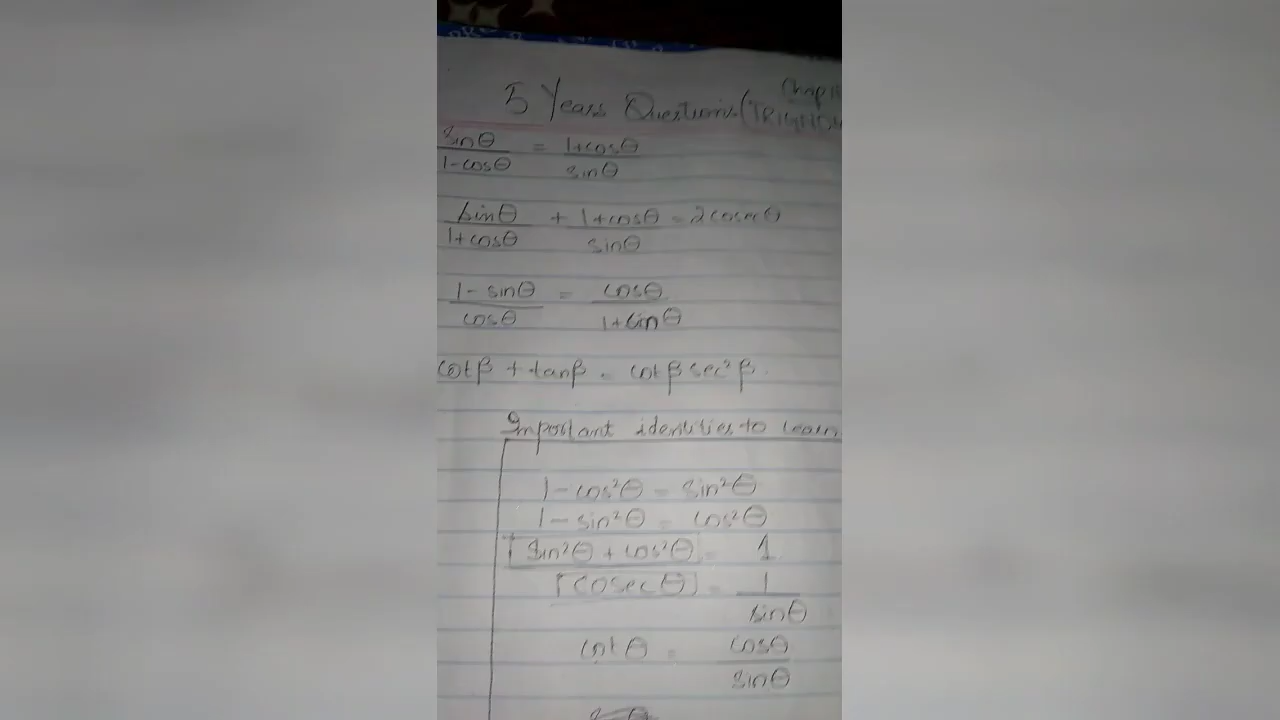 Chap
5 Years Questions (TRIGNOM
sinθ/1-cosθ = 1+cosθ/sinθ
sinθ/1+cosθ + 1+cosθ/sinθ = 2cosecθ
1-sinθ/cosθ = cosθ/1+sinθ
cotβ + tanβ = cotβ sec²β.
Important identities to learn
1-cos²θ = sin²θ
1-sin²θ = cos²θ
sin²θ + cos²θ = 1
cosecθ = 1/sinθ
cotθ = cosθ/sinθ